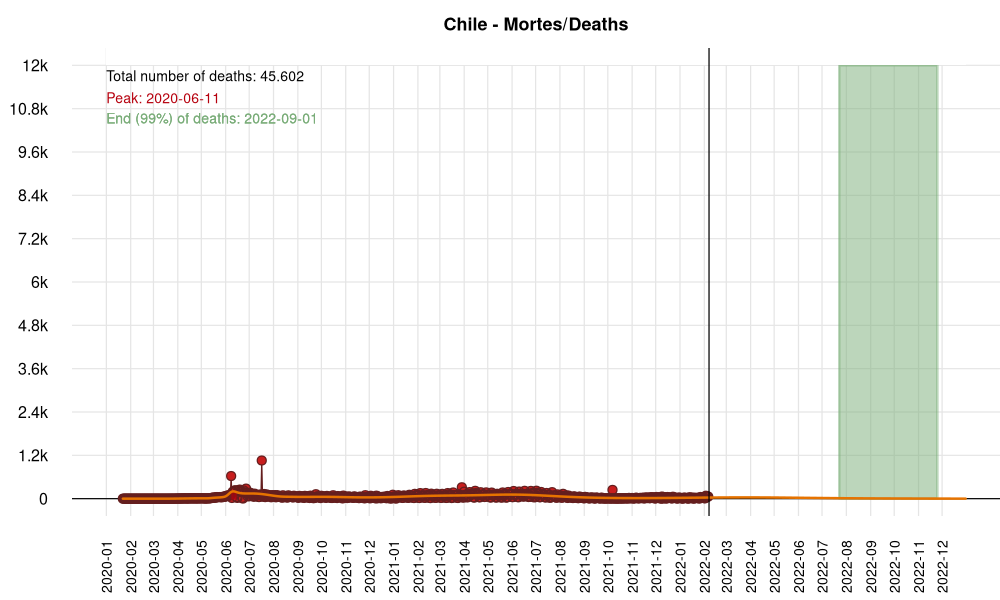 Chile - Mortes/Deaths
Total number of deaths: 45.602
Peak: 2020-06-11
End (99%) of deaths: 2022-09-01
12k
10.8k
9.6k
8.4k
7.2k
6k
4.8k
3.6k
2.4k
1.2k
0
2020-01
2020-02
2020-03
2020-04
2020-05
2020-06
2020-07
2020-08
2020-09
2020-10
2020-11
2020-12
2021-01
2021-02
2021-03
2021-04
2021-05
2021-06
2021-07
2021-08
2021-09
2021-10
2021-11
2021-12
2022-01
2022-02
2022-03
2022-04
2022-05
2022-06
2022-07
2022-08
2022-09
2022-10
2022-11
2022-12